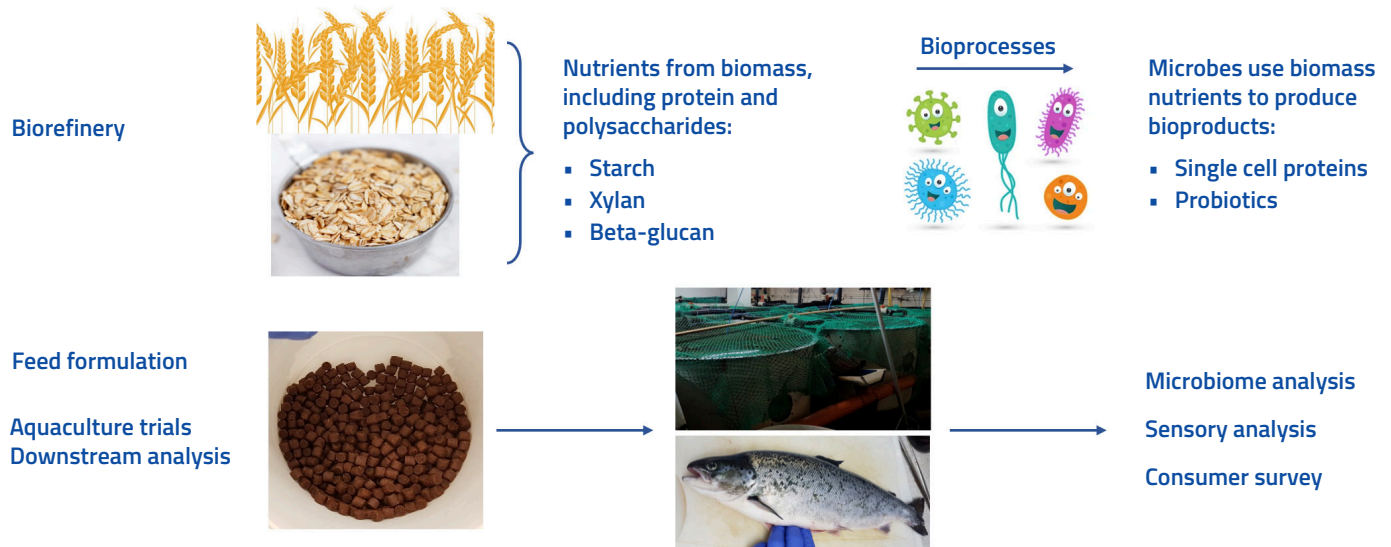 Biorefinery
Nutrients from biomass,
including protein and
polysaccharides:
▪ Starch
▪ Xylan
▪ Beta-glucan
Bioprocesses
Microbes use biomass
nutrients to produce
bioproducts:
▪ Single cell proteins
▪ Probiotics
Feed formulation
Aquaculture trials
Downstream analysis
Microbiome analysis
Sensory analysis
Consumer survey